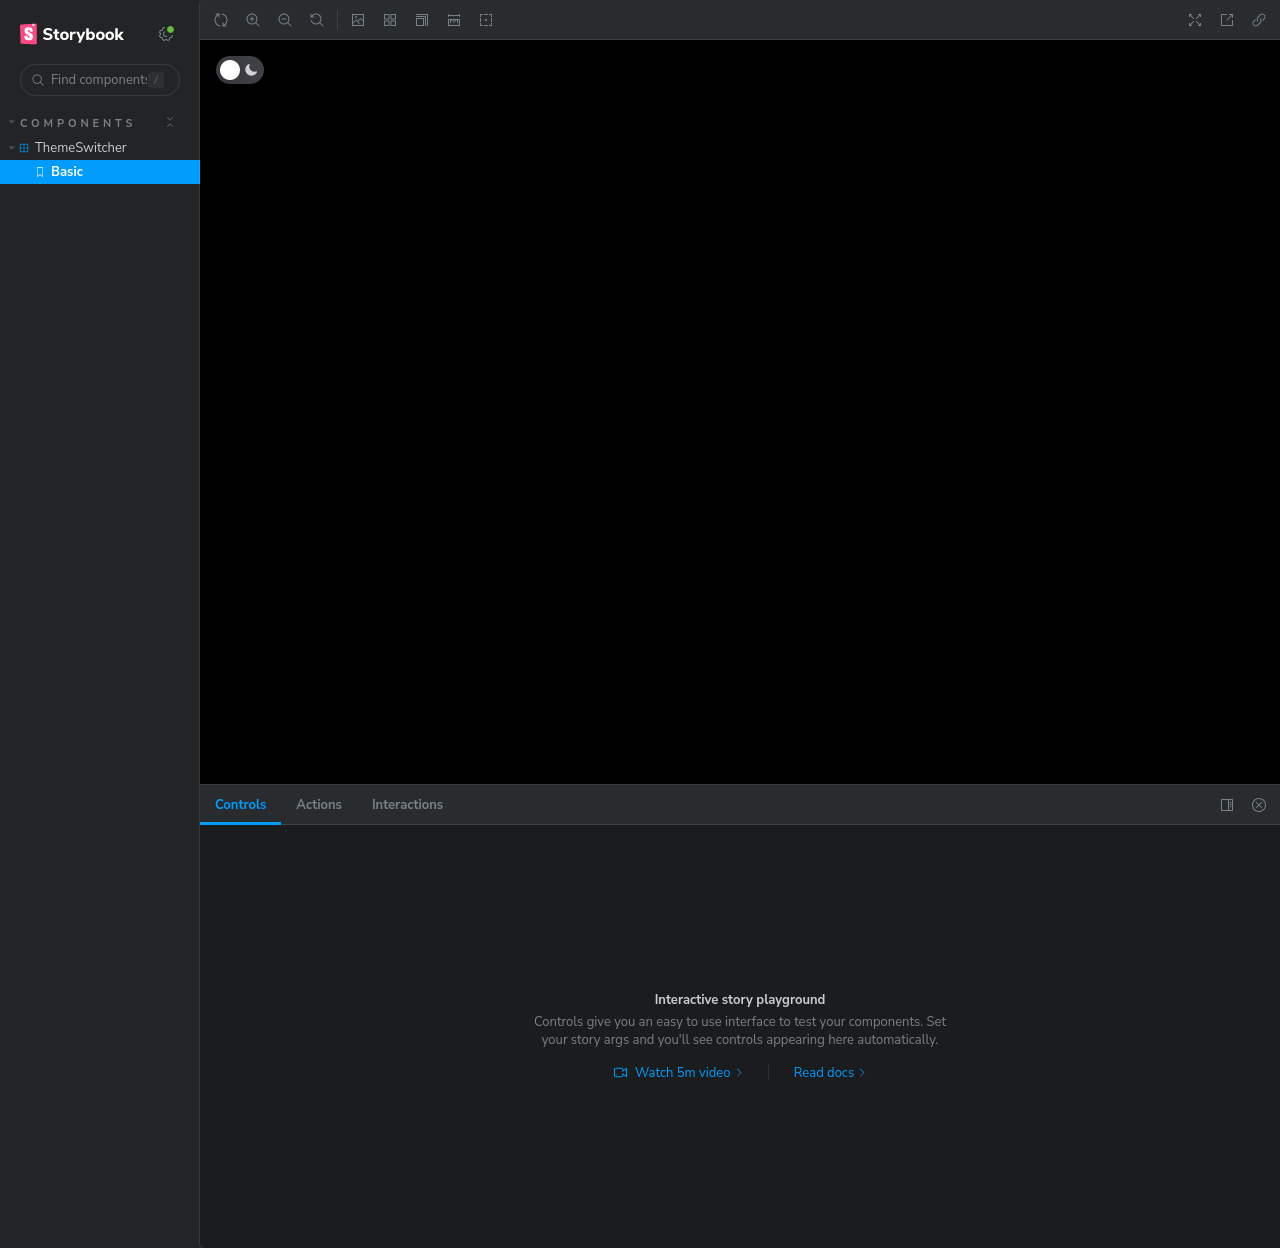 Storybook
Find components
/
COMPONENTS
ThemeSwitcher
Basic
Controls
Actions
Interactions
Interactive story playground
Controls give you an easy to use interface to test your components. Set
your story args and you'll see controls appearing here automatically.
Watch 5m video
Read docs